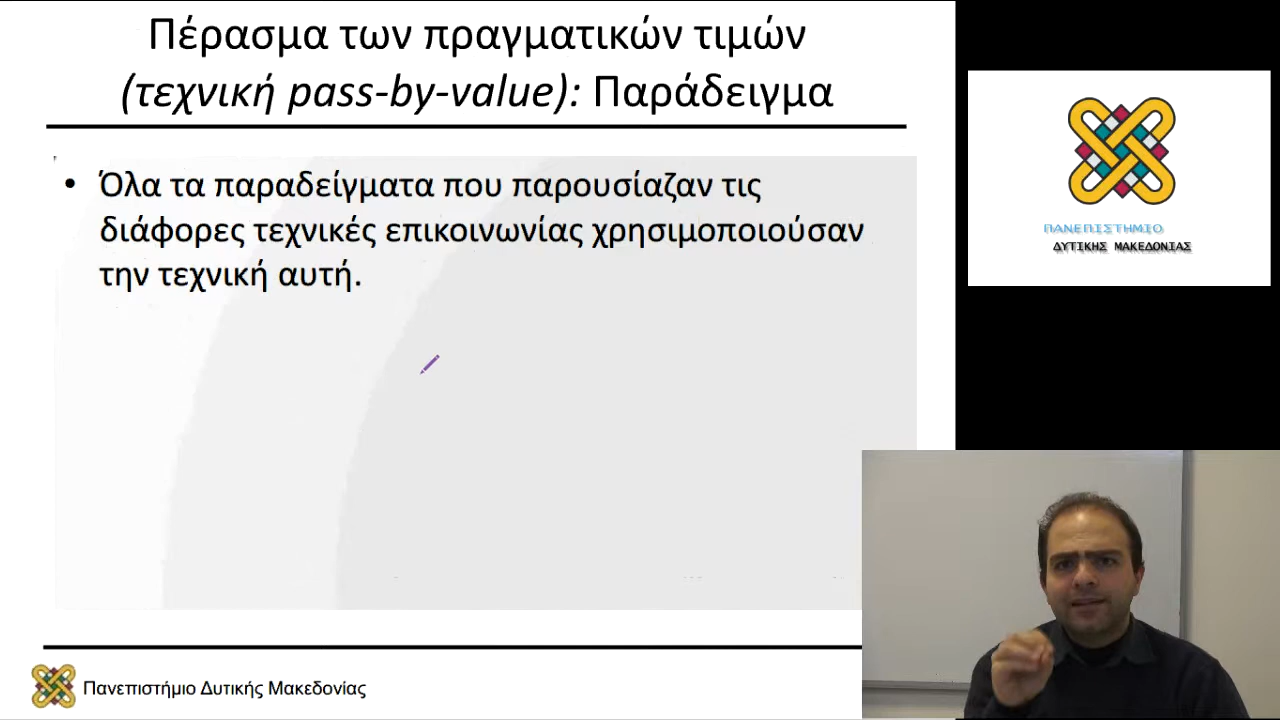 Πέρασμα των πραγματικών τιμών
(τεχνική pass-by-value): Παράδειγμα
• Όλα τα παραδείγματα που παρουσίαζαν τις
διάφορες τεχνικές επικοινωνίας χρησιμοποιούσαν
την τεχνική αυτή.
ΠΑΝΕΠΙΣΤΗΜΙΟ
ΔΥΤΙΚΗΣ ΜΑΚΕΔΟΝΙΑΣ
Πανεπιστήμιο Δυτικής Μακεδονίας